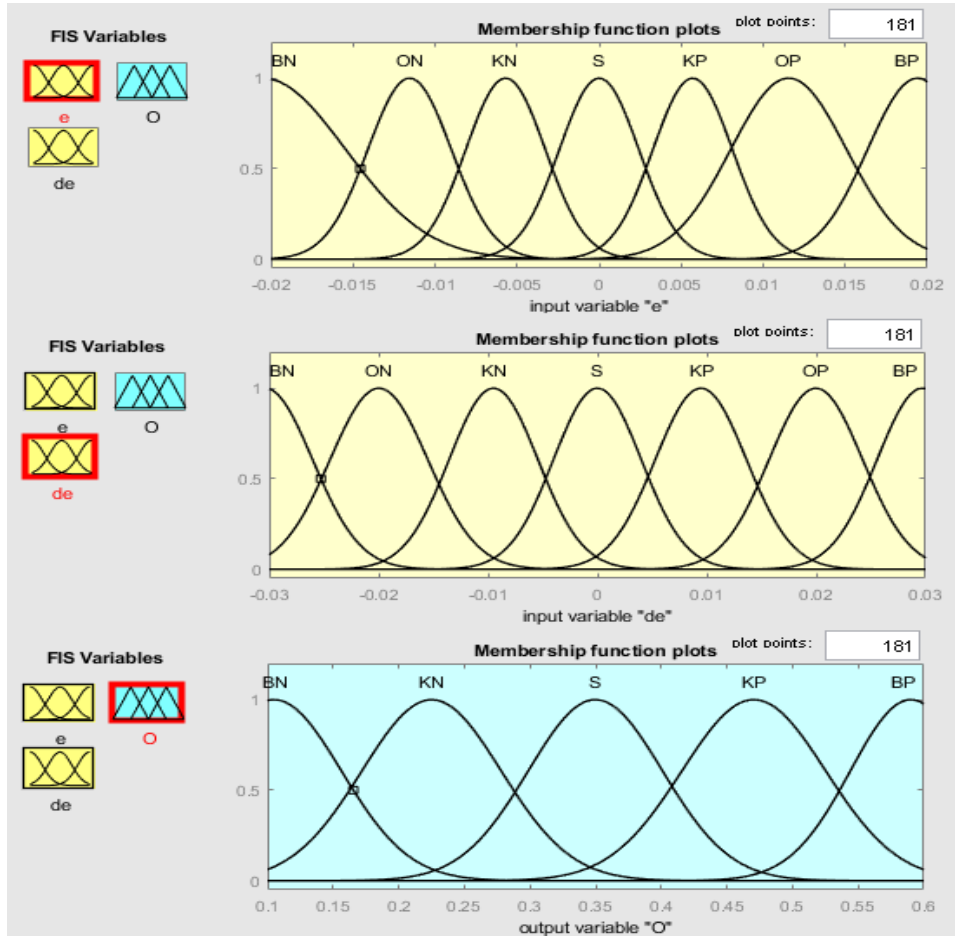 FIS Variables
e
O
de
Membership function plots
plot points:
181
BN ON KN S KP OP BP
1
0.5
0
-0.02 -0.015 -0.01 -0.005 0 0.005 0.01 0.015 0.02
input variable "e"
FIS Variables
e
O
de
Membership function plots
plot points:
181
BN ON KN S KP OP BP
1
0.5
0
-0.03 -0.02 -0.01 0 0.01 0.02 0.03
input variable "de"
FIS Variables
e
O
de
Membership function plots
plot points:
181
BN KN S KP BP
1
0.5
0
0.1 0.15 0.2 0.25 0.3 0.35 0.4 0.45 0.5 0.55 0.6
output variable "O"